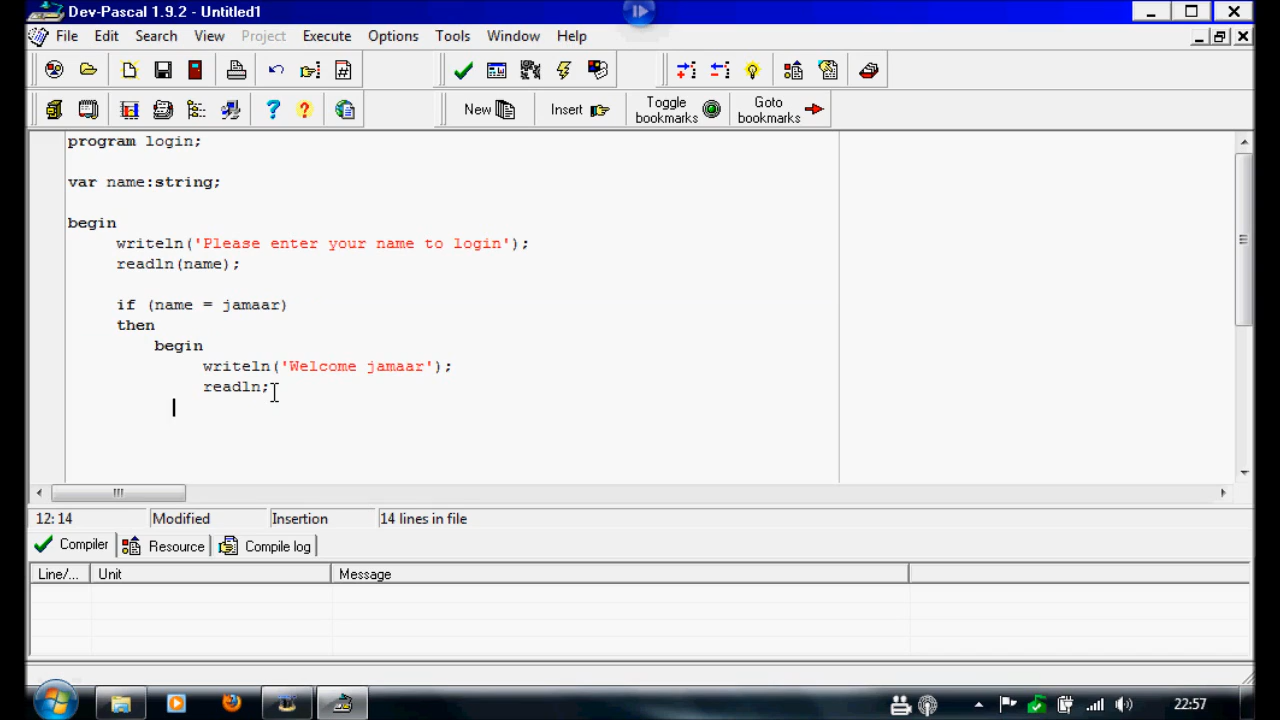 Dev-Pascal 1.9.2 - Untitled1
File Edit Search View Project Execute Options Tools Window Help
New Insert Toggle bookmarks Goto bookmarks
program login;
var name:string;
begin
writeln('Please enter your name to login');
readln(name);
if (name = jamaar)
then
begin
writeln('Welcome jamaar');
readln;
12:14 Modified Insertion 14 lines in file
Compiler Resource Compile log
Line/... Unit Message
22:57